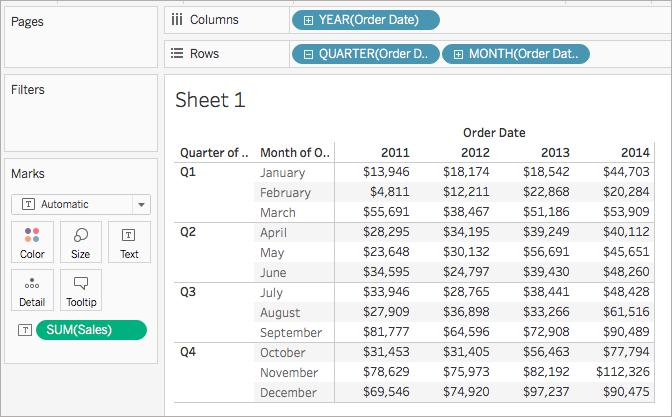 Pages
Columns YEAR(Order Date)
Rows QUARTER(Order D.. MONTH(Order Dat..
Filters
Sheet 1
Marks
T Automatic
Color Size T Text
Detail Tooltip
T SUM(Sales)
Order Date
Quarter of .. Month of O.. 2011 2012 2013 2014
Q1 January $13,946 $18,174 $18,542 $44,703
February $4,811 $12,211 $22,868 $20,284
March $55,691 $38,467 $51,186 $53,909
Q2 April $28,295 $34,195 $39,249 $40,112
May $23,648 $30,132 $56,691 $45,651
June $34,595 $24,797 $39,430 $48,260
Q3 July $33,946 $28,765 $38,441 $48,428
August $27,909 $36,898 $33,266 $61,516
September $81,777 $64,596 $72,908 $90,489
Q4 October $31,453 $31,405 $56,463 $77,794
November $78,629 $75,973 $82,192 $112,326
December $69,546 $74,920 $97,237 $90,475